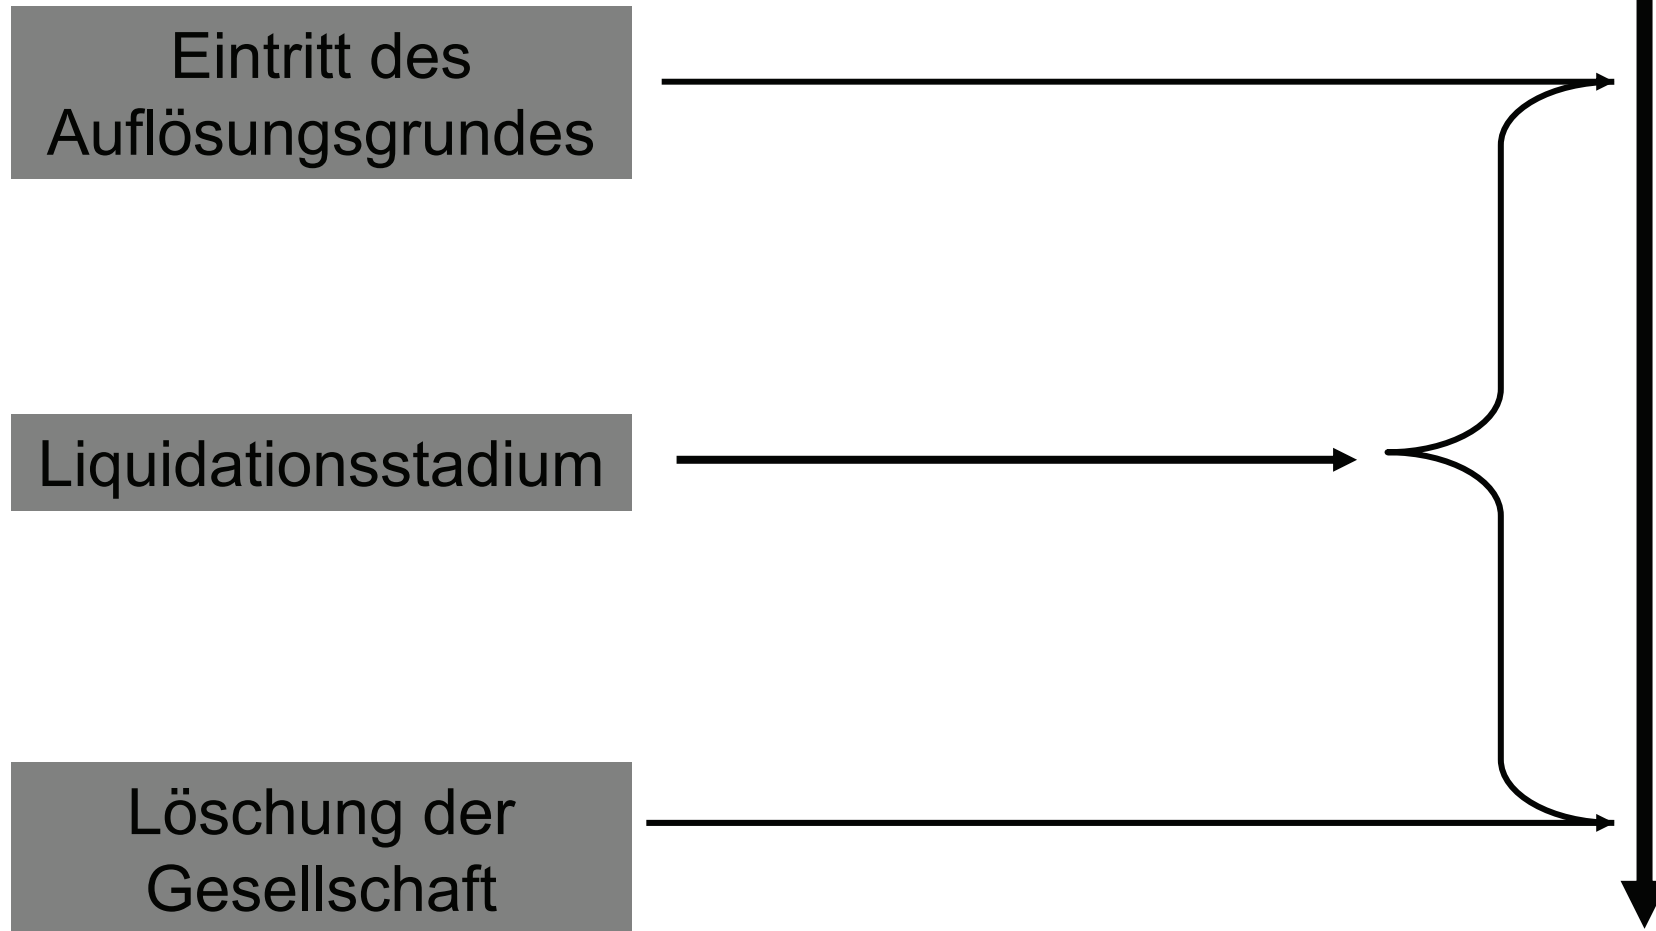 Eintritt des
Auflösungsgrundes
Liquidationsstadium
Löschung der
Gesellschaft